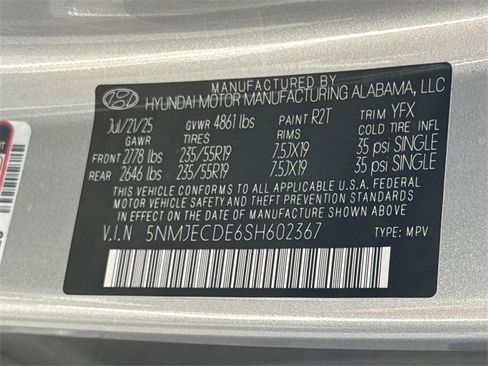 MANUFACTURED BY
HYUNDAI MOTOR MANUFACTURING ALABAMA, LLC
Jul/21/25 GVWR 4861 lbs PAINT R2T TRIM YFX
GAWR TIRES RIMS COLD TIRE INFL
FRONT 2778 lbs 235/55R19 7.5JX19 35 psi SINGLE
REAR 2646 lbs 235/55R19 7.5JX19 35 psi SINGLE
THIS VEHICLE CONFORMS TO ALL APPLICABLE U.S.A. FEDERAL
MOTOR VEHICLE SAFETY AND THEFT PREVENTION STANDARDS
IN EFFECT ON THE DATE OF MANUFACTURE SHOWN ABOVE.
V.I.N 5NMJECDE6SH602367 TYPE: MPV